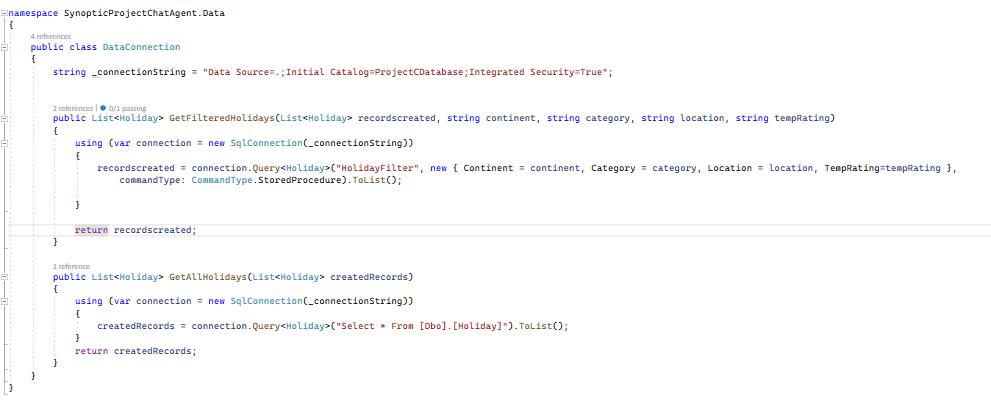 namespace SynopticProjectChatAgent.Data
{
4 references
public class DataConnection
{
string _connectionString = "Data Source=.;Initial Catalog=ProjectCDatabase;Integrated Security=True";
2 references | 0/1 passing
public List<Holiday> GetFilteredHolidays(List<Holiday> recordscreated, string continent, string category, string location, string tempRating)
{
using (var connection = new SqlConnection(_connectionString))
{
recordscreated = connection.Query<Holiday>("HolidayFilter", new { Continent = continent, Category = category, Location = location, TempRating=tempRating },
commandType: CommandType.StoredProcedure).ToList();
}
return recordscreated;
}
1 reference
public List<Holiday> GetAllHolidays(List<Holiday> createdRecords)
{
using (var connection = new SqlConnection(_connectionString))
{
createdRecords = connection.Query<Holiday>("Select * From [Dbo].[Holiday]").ToList();
}
return createdRecords;
}
}
}